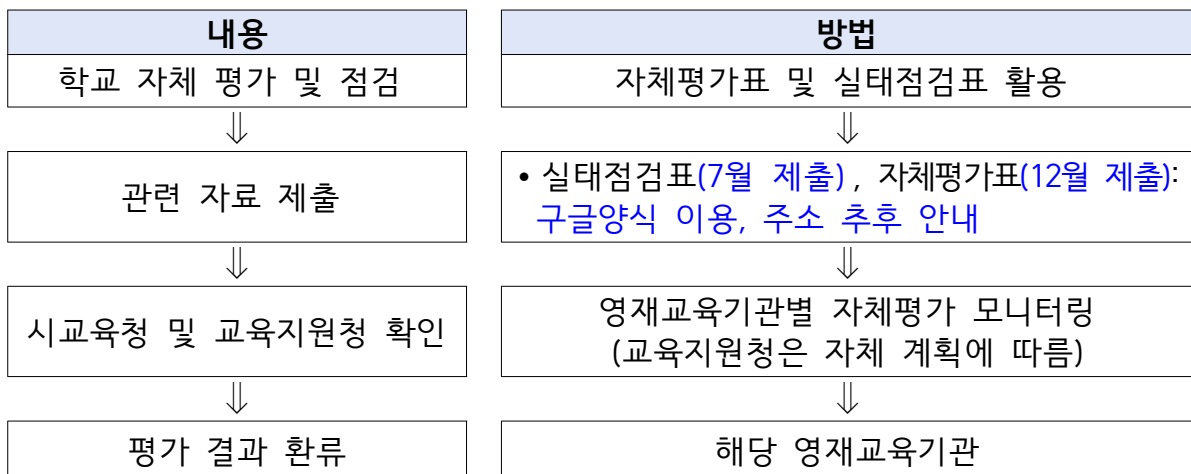 내용
방법
학교 자체 평가 및 점검
자체평가표 및 실태점검표 활용
⇓
⇓
관련 자료 제출
• 실태점검표(7월 제출), 자체평가표(12월 제출):
구글양식 이용, 주소 추후 안내
⇓
⇓
시교육청 및 교육지원청 확인
영재교육기관별 자체평가 모니터링
(교육지원청은 자체 계획에 따름)
⇓
⇓
평가 결과 환류
해당 영재교육기관